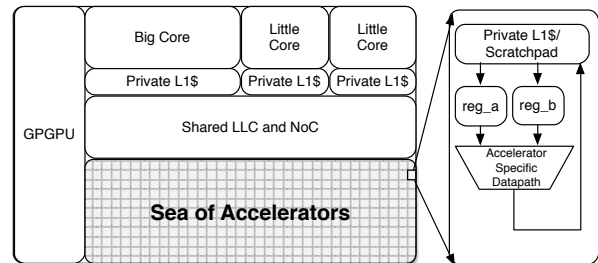 GPGPU
Big Core
Little
Core
Little
Core
Private L1$
Private L1$
Private L1$
Shared LLC and NoC
Sea of Accelerators
Private L1$/
Scratchpad
reg_a
reg_b
Accelerator
Specific
Datapath